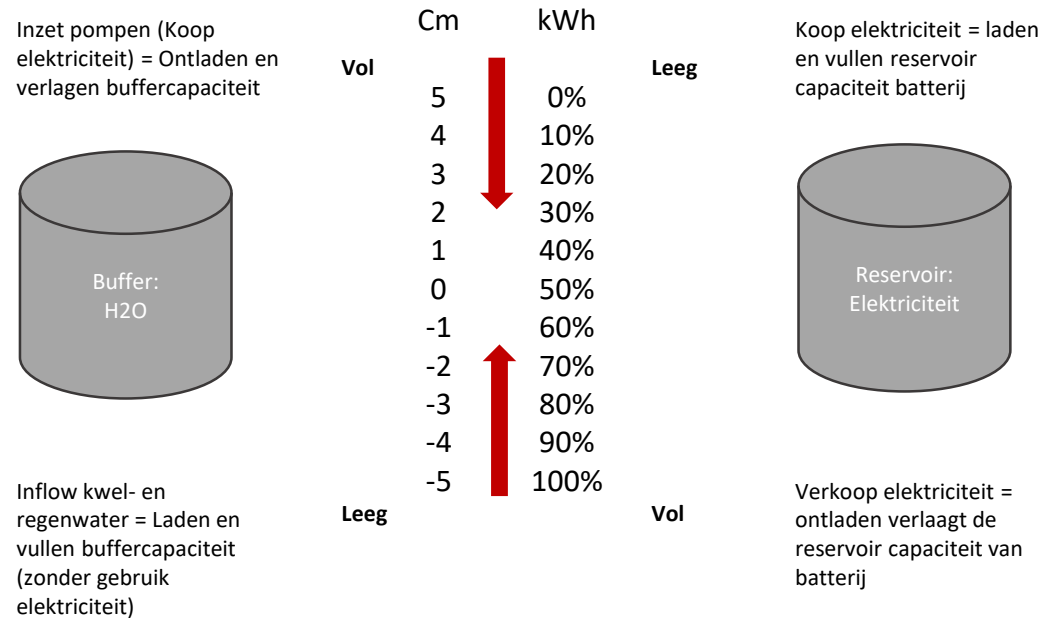 Inzet pompen (Koop
elektriciteit) = Ontladen en
verlagen buffercapaciteit
Cm kWh
Koop elektriciteit = laden
en vullen reservoir
capaciteit batterij
Vol Leeg
5 0%
4 10%
3 20%
2 30%
1 40%
0 50%
-1 60%
-2 70%
-3 80%
-4 90%
-5 100%
Buffer:
H2O
Reservoir:
Elektriciteit
Leeg Vol
Inflow kwel- en
regenwater = Laden en
vullen buffercapaciteit
(zonder gebruik
elektriciteit)
Verkoop elektriciteit =
ontladen verlaagt de
reservoir capaciteit van
batterij